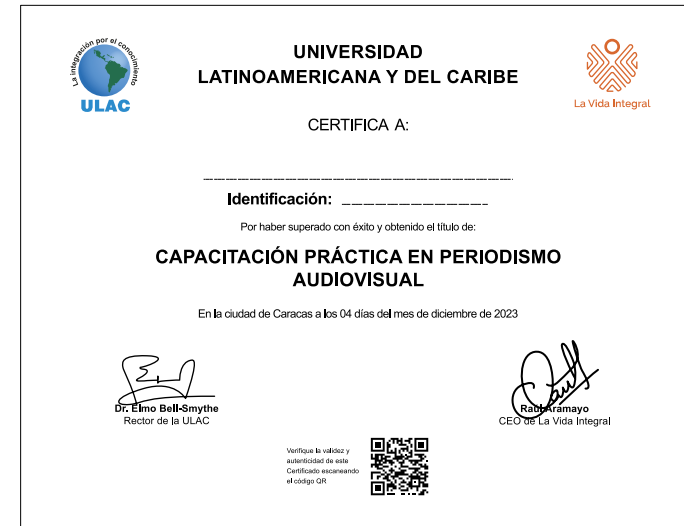 La integración por el conocimiento
ULAC
UNIVERSIDAD
LATINOAMERICANA Y DEL CARIBE
La Vida Integral
CERTIFICA A:
Identificación:
Por haber superado con éxito y obtenido el título de:
CAPACITACIÓN PRÁCTICA EN PERIODISMO
AUDIOVISUAL
En la ciudad de Caracas a los 04 días del mes de diciembre de 2023
Dr. Elmo Bell-Smythe
Rector de la ULAC
Raúl Aramayo
CEO de La Vida Integral
Verifique la validez y
autenticidad de este
Certificado escaneando
el código QR